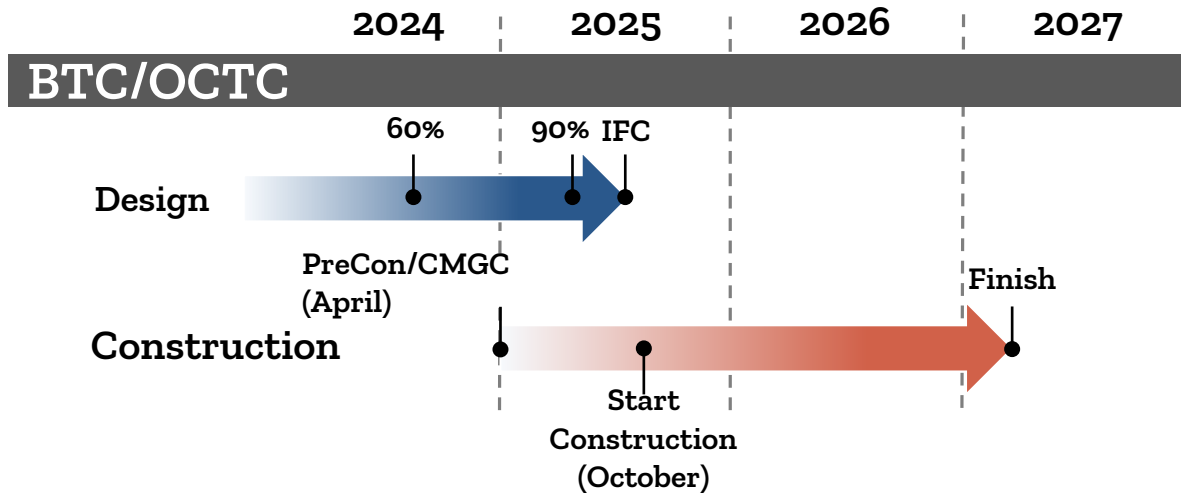 2024 2025 2026 2027
BTC/OCTC
60% 90% IFC
Design
PreCon/CMGC
(April)
Finish
Construction
Start
Construction
(October)